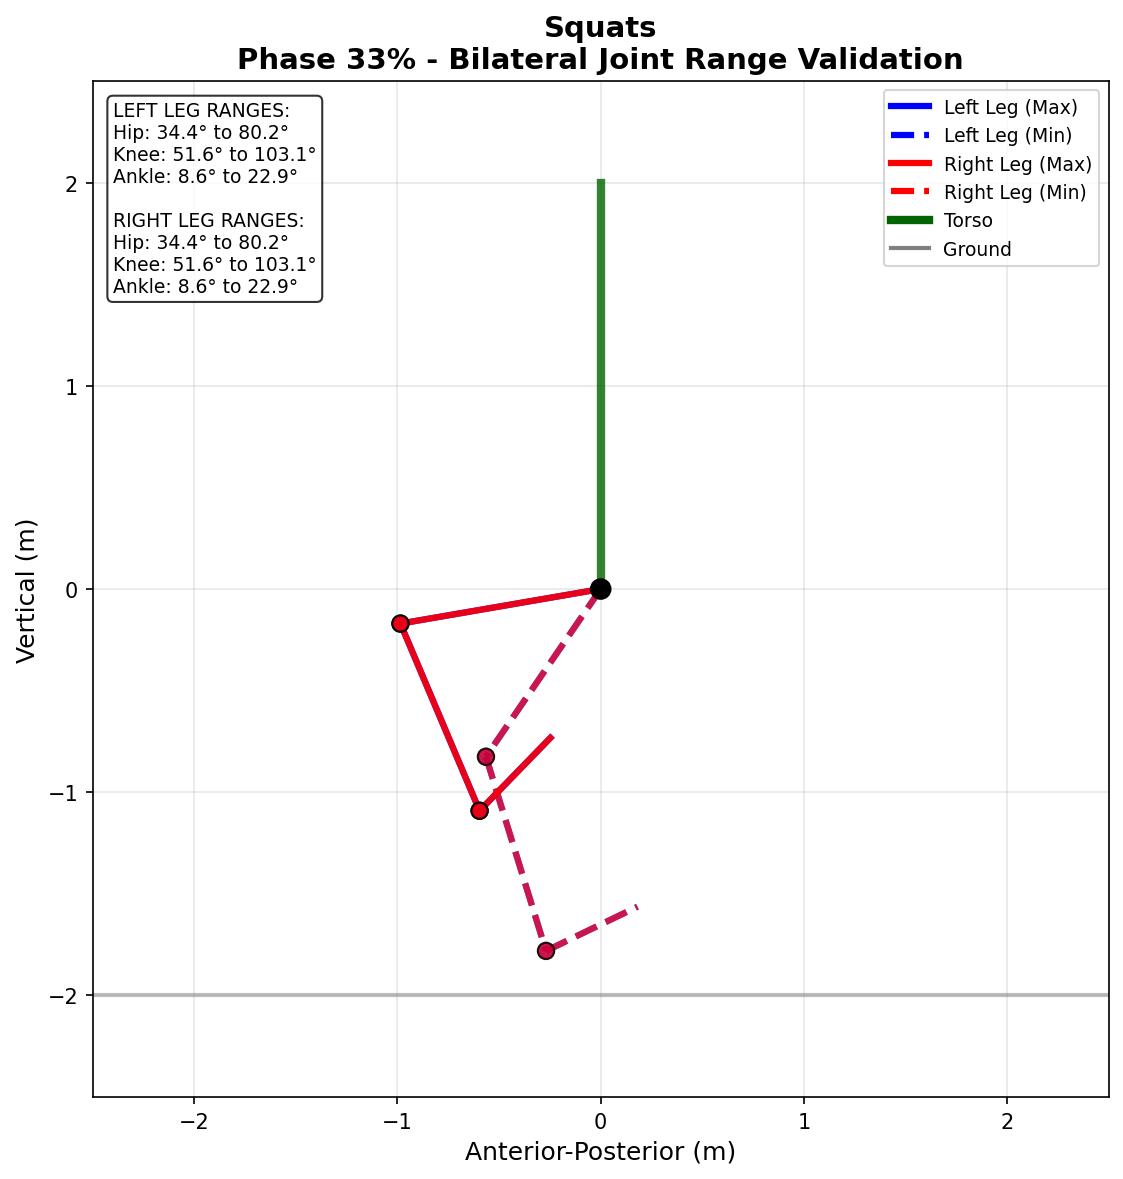 Squats
Phase 33% - Bilateral Joint Range Validation
LEFT LEG RANGES:
Hip: 34.4° to 80.2°
Knee: 51.6° to 103.1°
Ankle: 8.6° to 22.9°
RIGHT LEG RANGES:
Hip: 34.4° to 80.2°
Knee: 51.6° to 103.1°
Ankle: 8.6° to 22.9°
Left Leg (Max)
Left Leg (Min)
Right Leg (Max)
Right Leg (Min)
Torso
Ground
2
1
0
−1
−2
Vertical (m)
−2
−1
0
1
2
Anterior-Posterior (m)